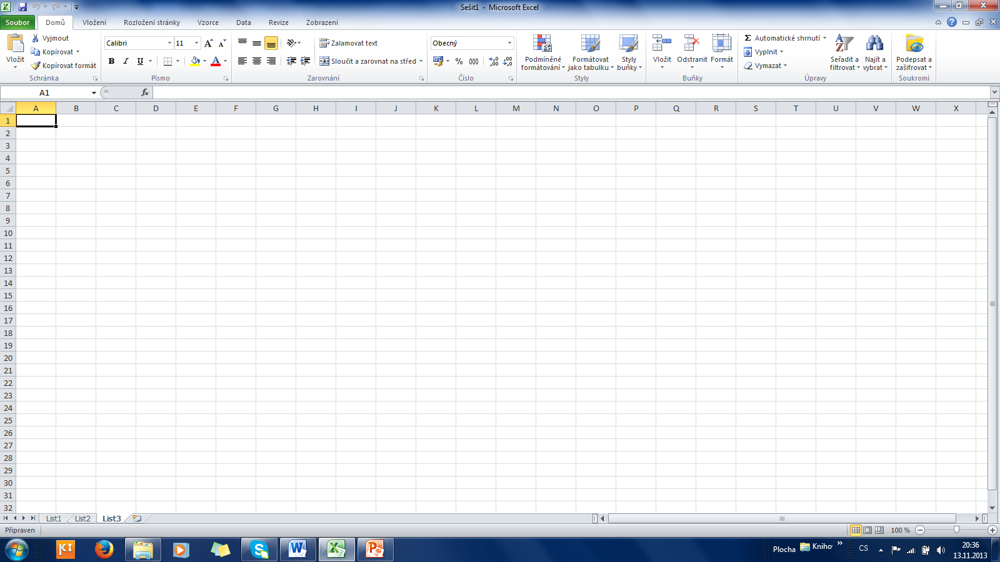 Sešit1 - Microsoft Excel
Soubor Domů Vložení Rozložení stránky Vzorce Data Revize Zobrazení
Vložit
Vyjmout
Kopírovat
Kopírovat formát
Schránka
Calibri 11
B I U A
Písmo
Zalamovat text
Sloučit a zarovnat na střed
Zarovnání
Obecný
% 000
Číslo
Podmíněné formátování
Formátovat jako tabulku
Styly buňky
Styly
Vložit Odstranit Formát
Buňky
Σ Automatické shrnutí
Vyplnit
Vymazat
Seřadit a filtrovat
Najít a vybrat
Úpravy
Podepsat a zašifrovat
Soukromí
A1 fx
A B C D E F G H I J K L M N O P Q R S T U V W X
1
2
3
4
5
6
7
8
9
10
11
12
13
14
15
16
17
18
19
20
21
22
23
24
25
26
27
28
29
30
31
32
List1 List2 List3
Připraven 100 %
Plocha Kniho » CS 20:36
13.11.2013